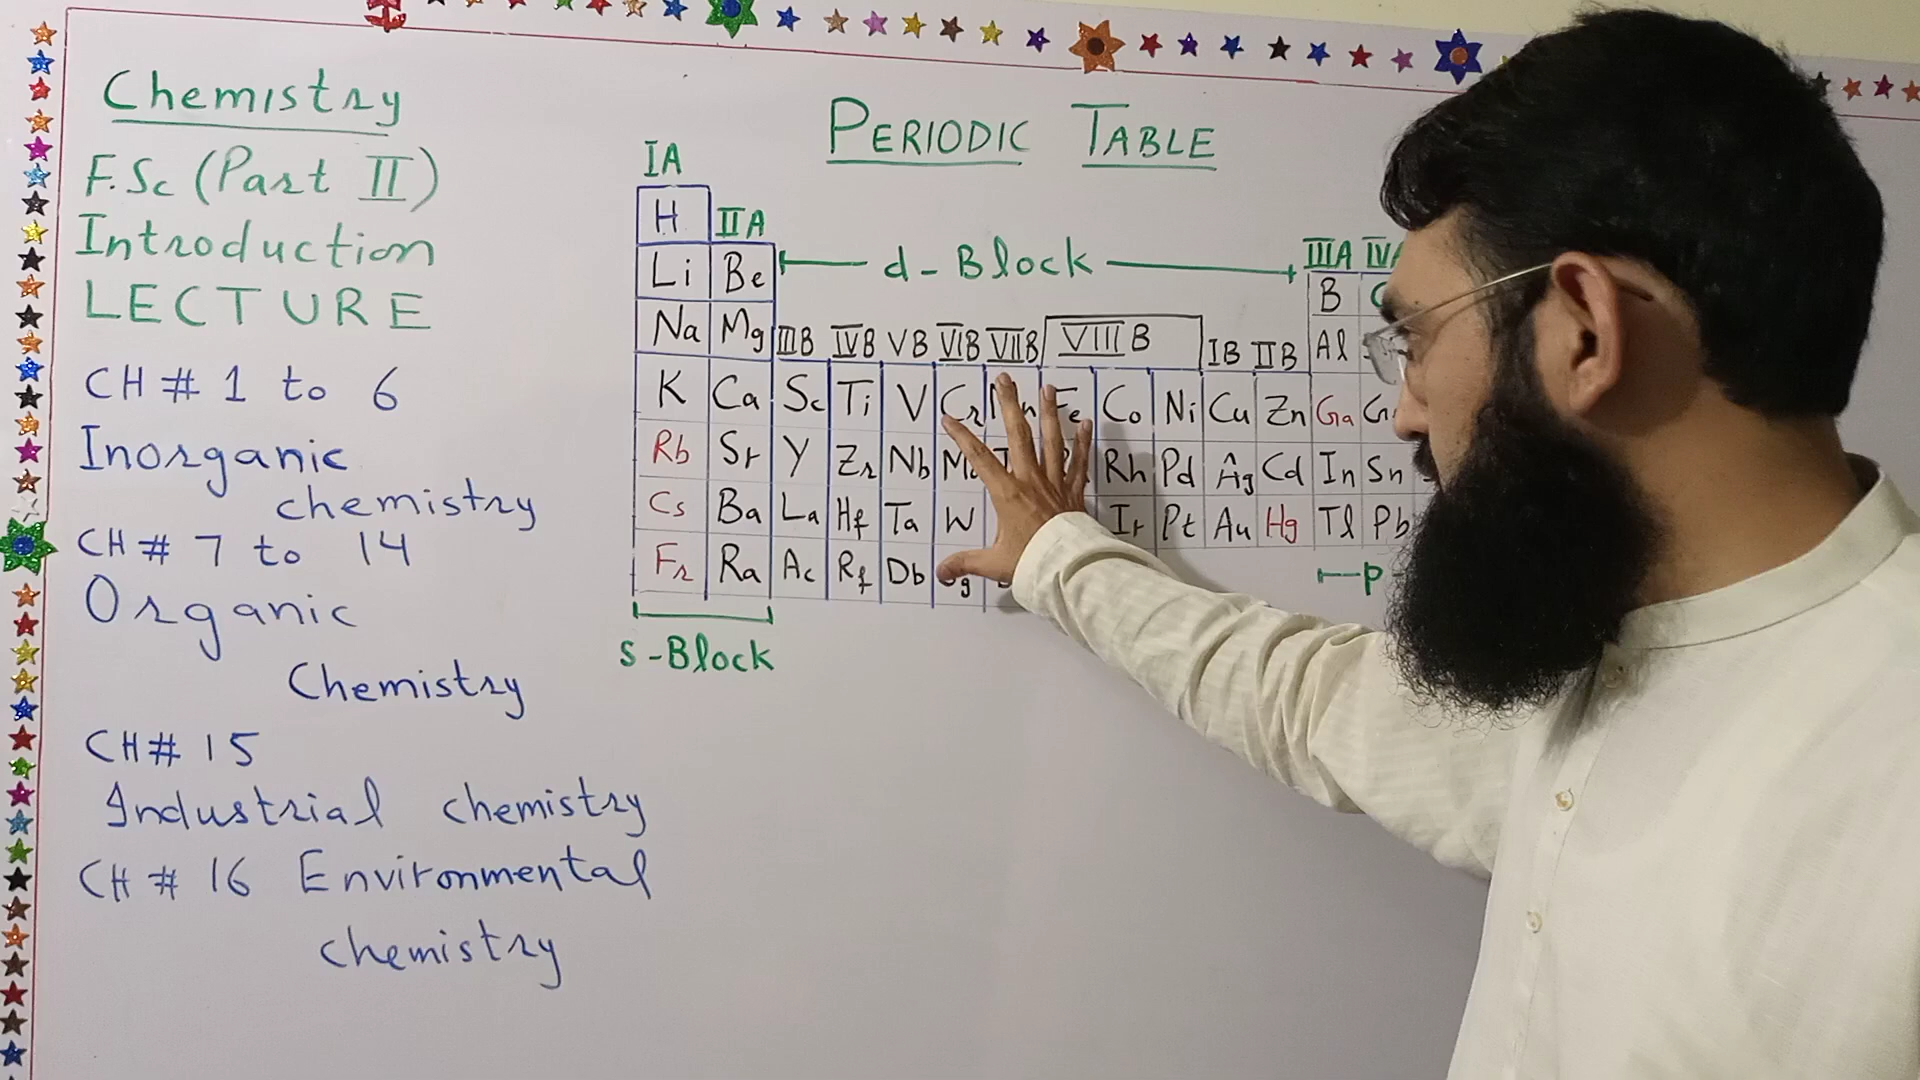 Chemistry
F.Sc (Part II)
Introduction
LECTURE
CH # 1 to 6
Inorganic
chemistry
CH # 7 to 14
Organic
Chemistry
CH # 15
Industrial chemistry
CH # 16 Environmental
chemistry
PERIODIC TABLE
IA
H IIA
d-Block IIIA
Li Be B
Na Mg IIIB IVB VB VIB VIIB VIIIB IB IIB Al
K Ca Sc Ti V Cr Fe Co Ni Cu Zn Ga
Rb Sr Y Zr Nb Rh Pd Ag Cd In Sn
Cs Ba La Hf Ta W Ir Pt Au Hg Tl Pb
Fr Ra Ac Rf Db
s-Block
p